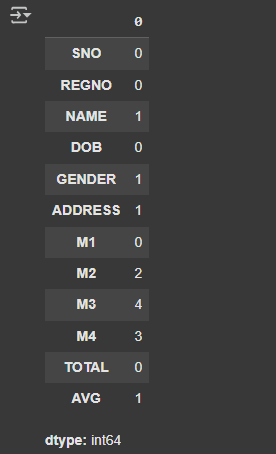 0
SNO 0
REGNO 0
NAME 1
DOB 0
GENDER 1
ADDRESS 1
M1 0
M2 2
M3 4
M4 3
TOTAL 0
AVG 1
dtype: int64